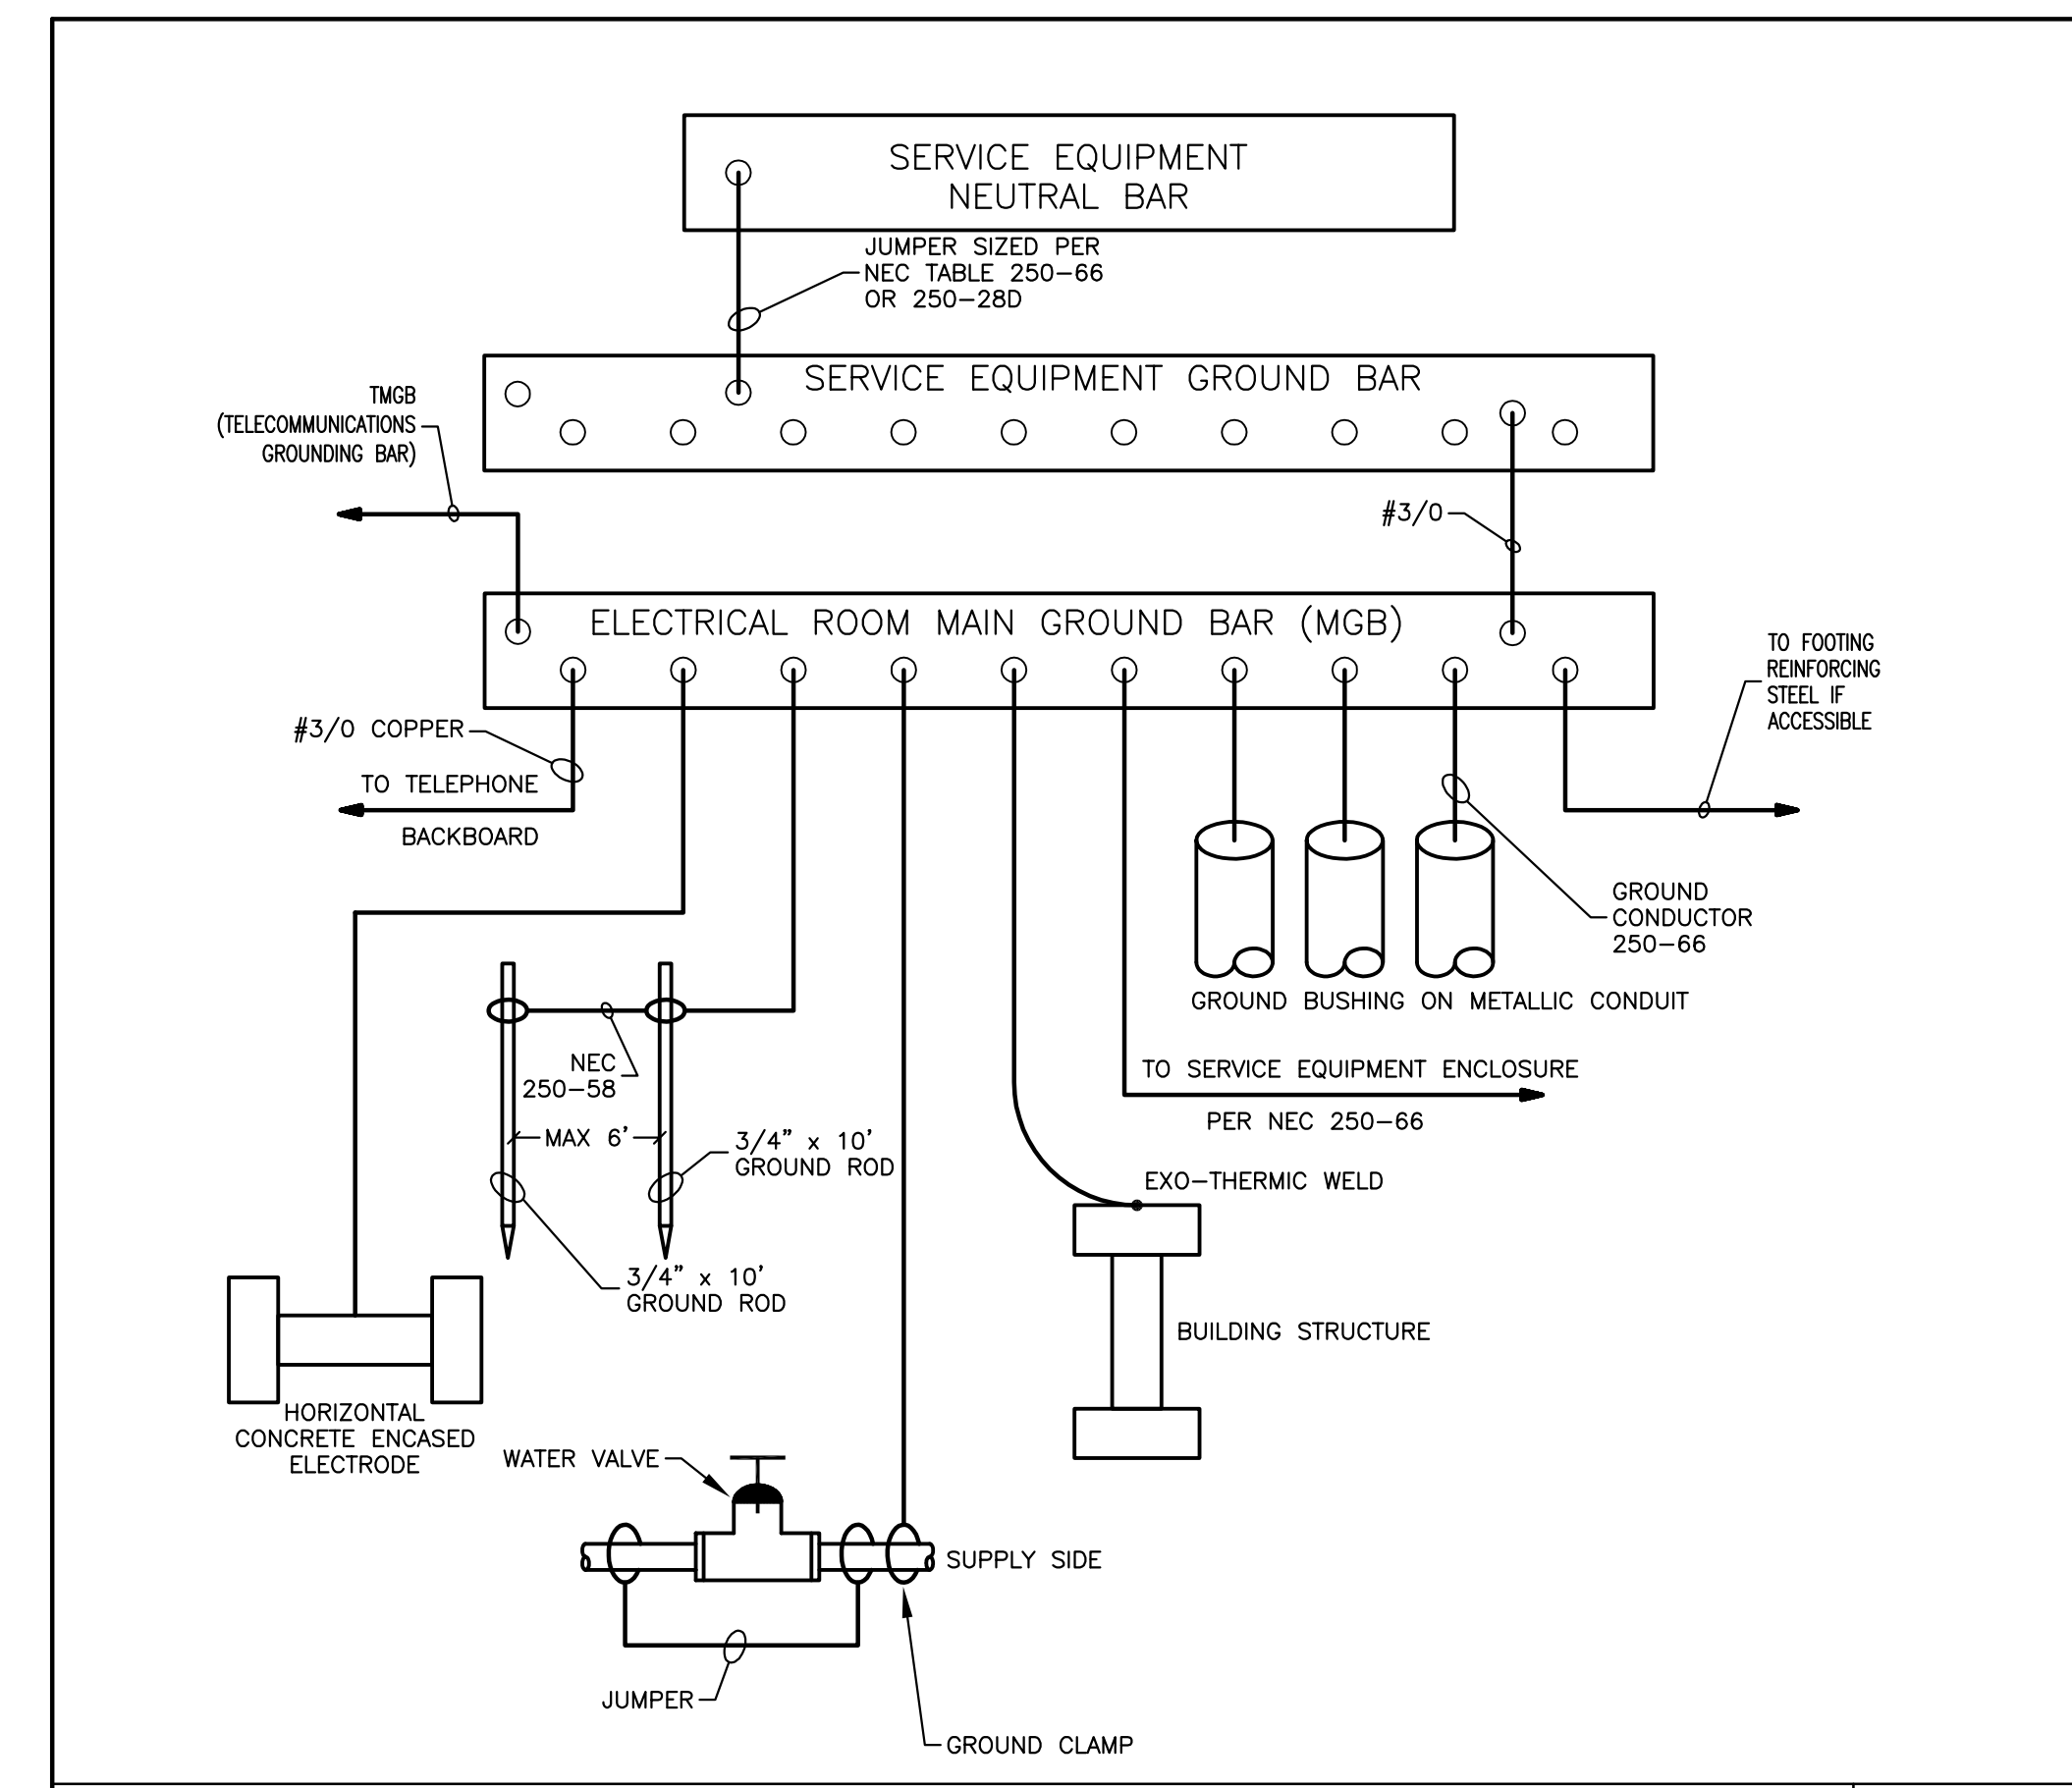 SERVICE EQUIPMENT
NEUTRAL BAR
JUMPER SIZED PER
NEC TABLE 250-66
OR 250-28D
SERVICE EQUIPMENT GROUND BAR
TMGB
(TELECOMMUNICATIONS
GROUNDING BAR)
#3/0
ELECTRICAL ROOM MAIN GROUND BAR (MGB)
TO FOOTING
REINFORCING
STEEL IF
ACCESSIBLE
#3/0 COPPER
TO TELEPHONE
BACKBOARD
GROUND
CONDUCTOR
250-66
GROUND BUSHING ON METALLIC CONDUIT
NEC
250-58
TO SERVICE EQUIPMENT ENCLOSURE
PER NEC 250-66
MAX 6'
3/4" x 10'
GROUND ROD
EXO-THERMIC WELD
3/4" x 10'
GROUND ROD
BUILDING STRUCTURE
HORIZONTAL
CONCRETE ENCASED
ELECTRODE
WATER VALVE
SUPPLY SIDE
JUMPER
GROUND CLAMP